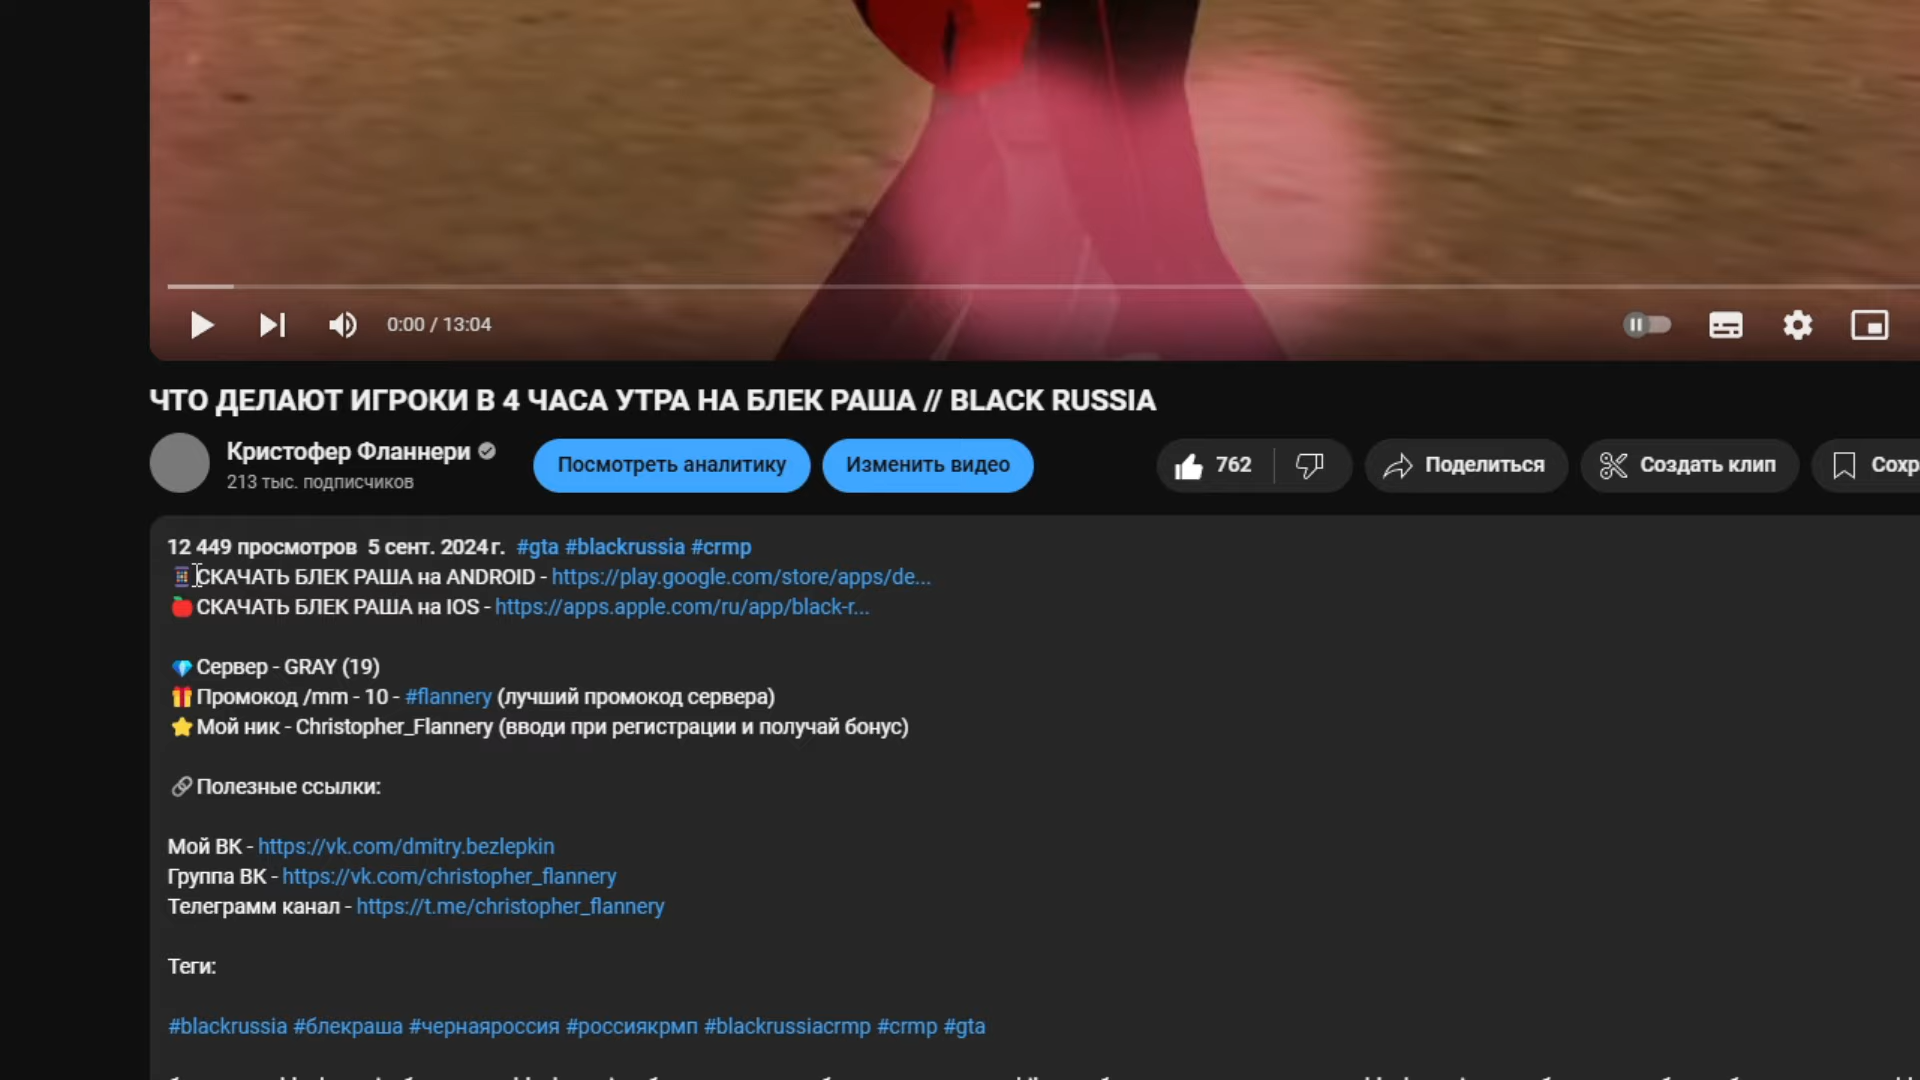 0:00 / 13:04
ЧТО ДЕЛАЮТ ИГРОКИ В 4 ЧАСА УТРА НА БЛЕК РАША // BLACK RUSSIA
Кристофер Фланнери
213 тыс. подписчиков
Посмотреть аналитику
Изменить видео
762
Поделиться
Создать клип
Сохр
12 449 просмотров 5 сент. 2024 г. #gta #blackrussia #crmp
СКАЧАТЬ БЛЕК РАША на ANDROID - https://play.google.com/store/apps/de...
🍎СКАЧАТЬ БЛЕК РАША на IOS - https://apps.apple.com/ru/app/black-r...
💎Сервер - GRAY (19)
🎁Промокод /mm - 10 - #flannery (лучший промокод сервера)
⭐Мой ник - Christopher_Flannery (вводи при регистрации и получай бонус)
🔗Полезные ссылки:
Мой ВК - https://vk.com/dmitry.bezlepkin
Группа ВК - https://vk.com/christopher_flannery
Телеграмм канал - https://t.me/christopher_flannery
Теги:
#blackrussia #блекраша #чернаяроссия #россиякрмп #blackrussiacrmp #crmp #gta